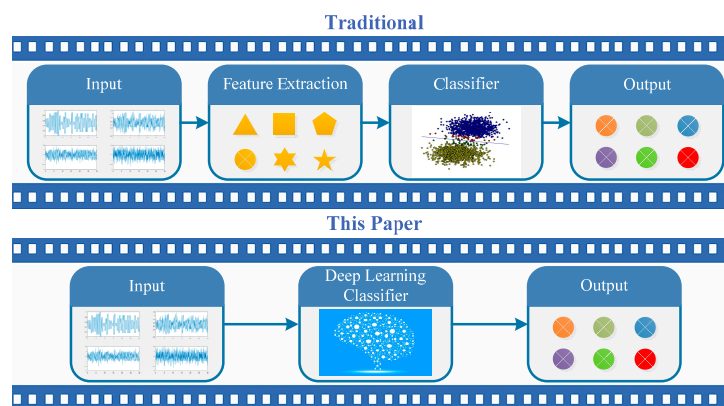 Traditional
Input
Feature Extraction
Classifier
Output
This Paper
Input
Deep Learning
Classifier
Output